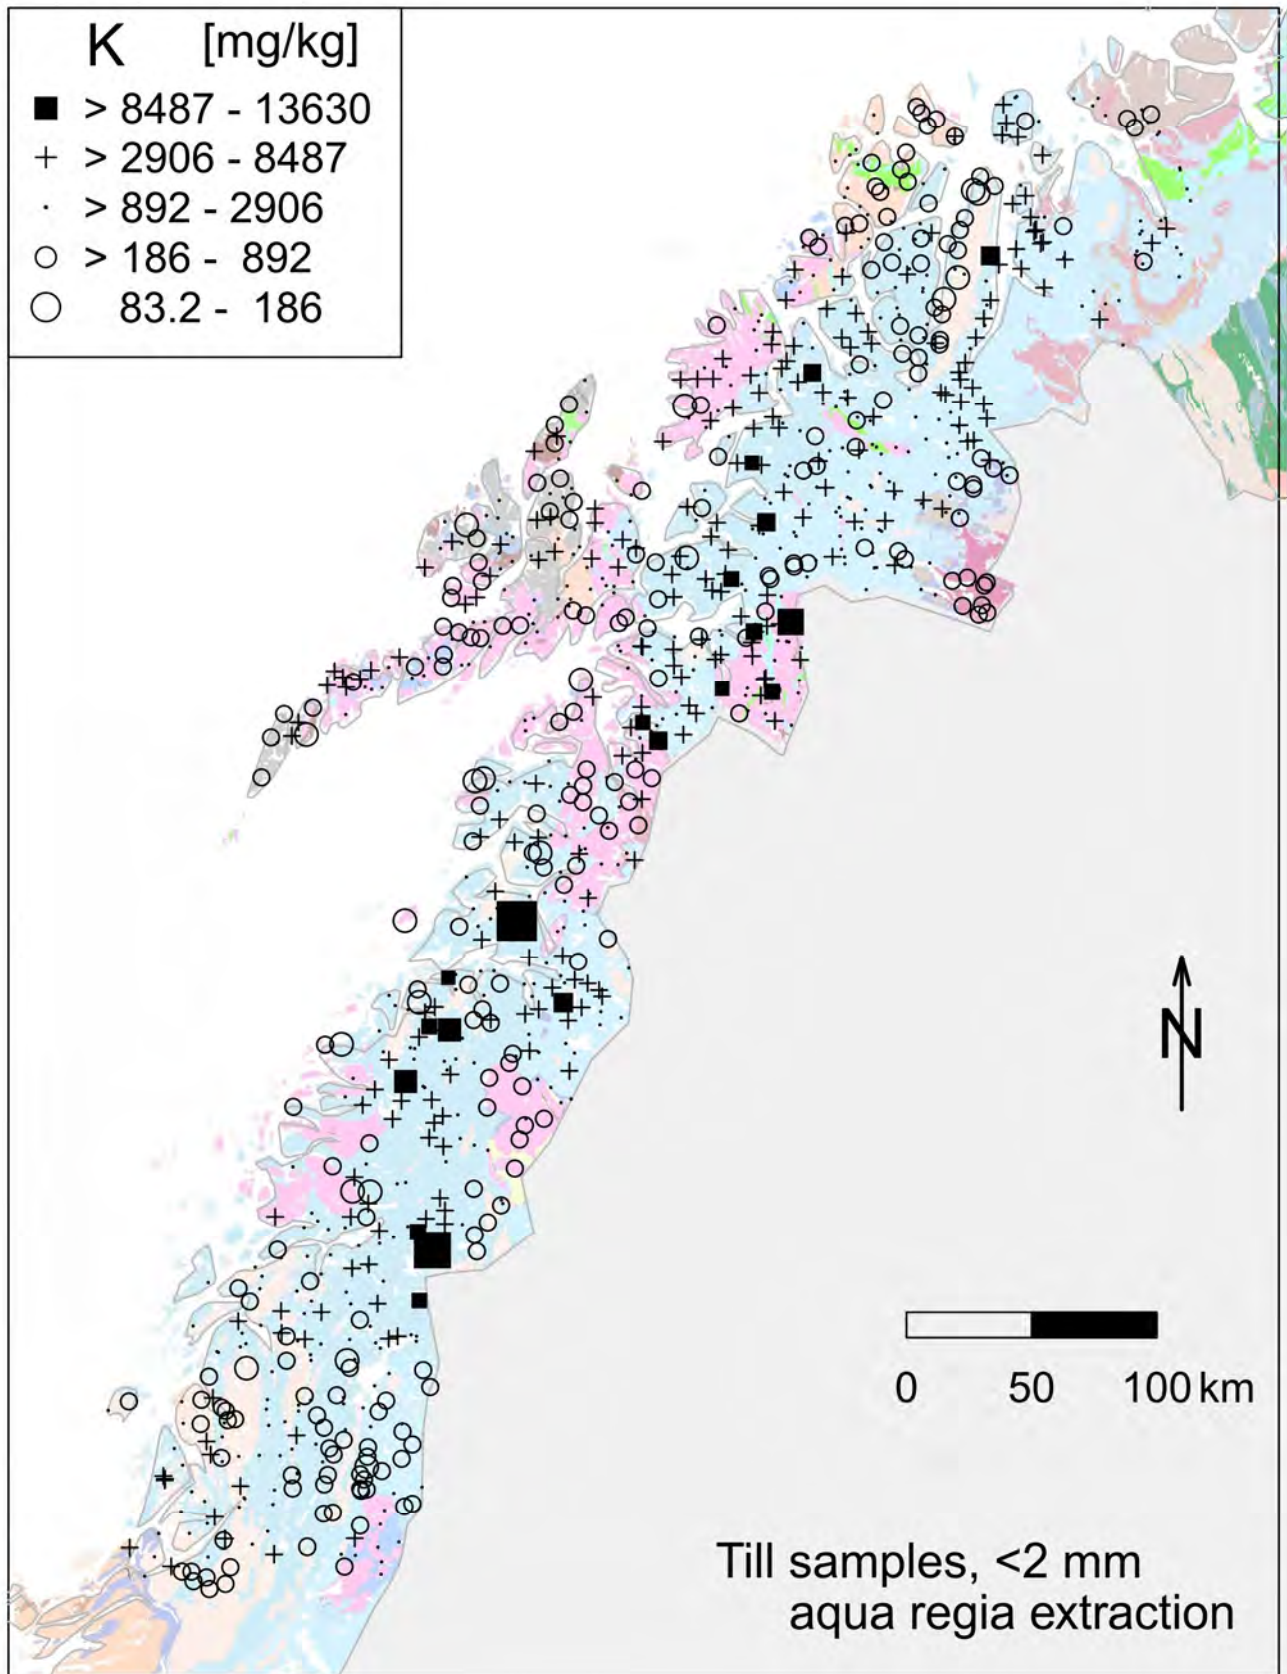 K [mg/kg]
> 8487 - 13630
> 2906 - 8487
> 892 - 2906
> 186 - 892
83.2 - 186
N
0 50 100 km
Till samples, <2 mm
aqua regia extraction